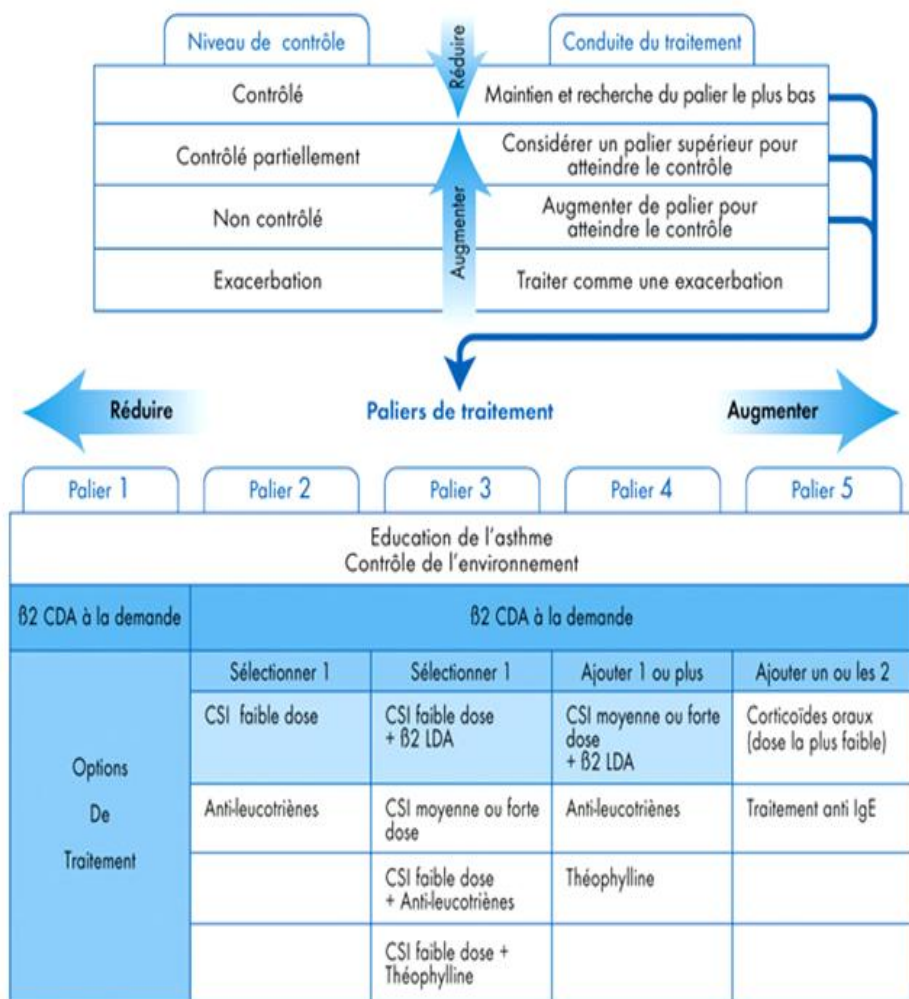 Niveau de contrôle
Réduire
Conduite du traitement
Contrôlé
Maintien et recherche du palier le plus bas
Contrôlé partiellement
Considérer un palier supérieur pour
atteindre le contrôle
Augmenter
Non contrôlé
Augmenter de palier pour
atteindre le contrôle
Exacerbation
Traiter comme une exacerbation
Réduire
Paliers de traitement
Augmenter
Palier 1
Palier 2
Palier 3
Palier 4
Palier 5
Education de l'asthme
Contrôle de l'environnement
ß2 CDA à la demande
ß2 CDA à la demande
Options
De
Traitement
Sélectionner 1
Sélectionner 1
Ajouter 1 ou plus
Ajouter un ou les 2
CSI faible dose
CSI faible dose
+ ß2 LDA
CSI moyenne ou forte
dose
+ ß2 LDA
Corticoïdes oraux
(dose la plus faible)
Anti-leucotriènes
CSI moyenne ou forte
dose
Anti-leucotriènes
Traitement anti IgE
CSI faible dose
+ Anti-leucotriènes
Théophylline
CSI faible dose +
Théophylline